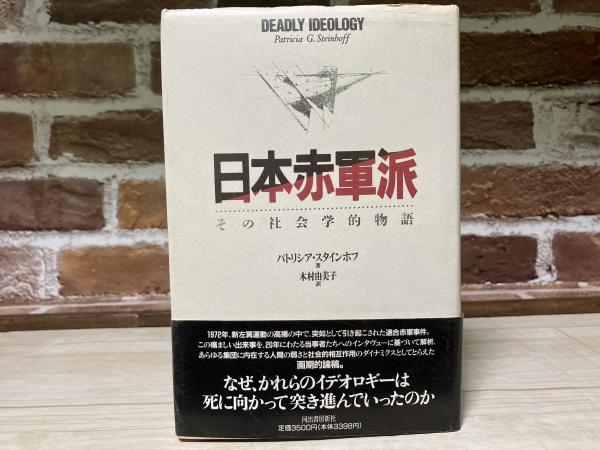 DEADLY IDEOLOGY
Patricia G. Steinhoff
日本赤軍派
その社会学的物語
パトリシア・スタインホフ
著
木村由美子
訳
1972年、新左翼運動の高揚の中で、突如として引き起こされた連合赤軍事件。
この痛ましい出来事を、20年にわたる当事者たちへのインタヴューに基づいて解析、
あらゆる集団に内在する人間の弱さと社会的相互作用のダイナミクスとしてとらえた
画期的論稿。
なぜ、かれらのイデオロギーは
死に向かって突き進んでいったのか
河出書房新社
定価3500円(本体3398円)